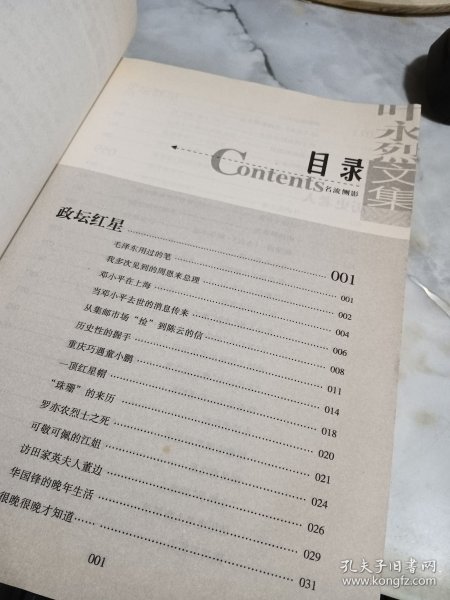 叶永烈文集
目录
Contents 名流侧影
政坛红星 001
毛泽东用过的笔 001
我多次见到的周恩来总理 002
邓小平在上海 004
当邓小平去世的消息传来 006
从集邮市场“捡”到陈云的信 008
历史性的握手 011
重庆巧遇童小鹏 014
一顶红星帽 018
“珠珊”的来历 020
罗亦农烈士之死 021
可敬可佩的江姐 024
访田家英夫人董边 026
华国锋的晚年生活 029
很晚很晚才知道…… 031
001
孔夫子旧书网
www.kongfz.com